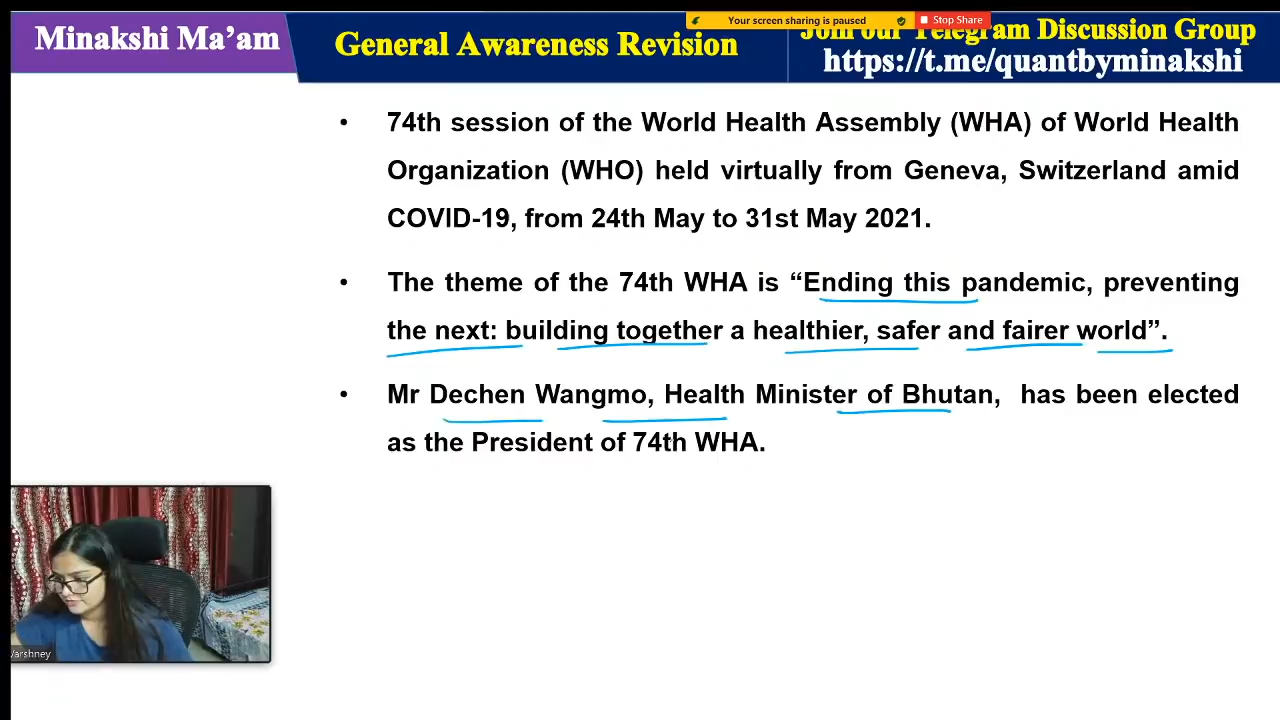 Minakshi Ma’am
General Awareness Revision
Your screen sharing is paused
Stop Share
Join our Telegram Discussion Group
https://t.me/quantbyminakshi
• 74th session of the World Health Assembly (WHA) of World Health
Organization (WHO) held virtually from Geneva, Switzerland amid
COVID-19, from 24th May to 31st May 2021.
• The theme of the 74th WHA is “Ending this pandemic, preventing
the next: building together a healthier, safer and fairer world”.
• Mr Dechen Wangmo, Health Minister of Bhutan, has been elected
as the President of 74th WHA.
Varshney